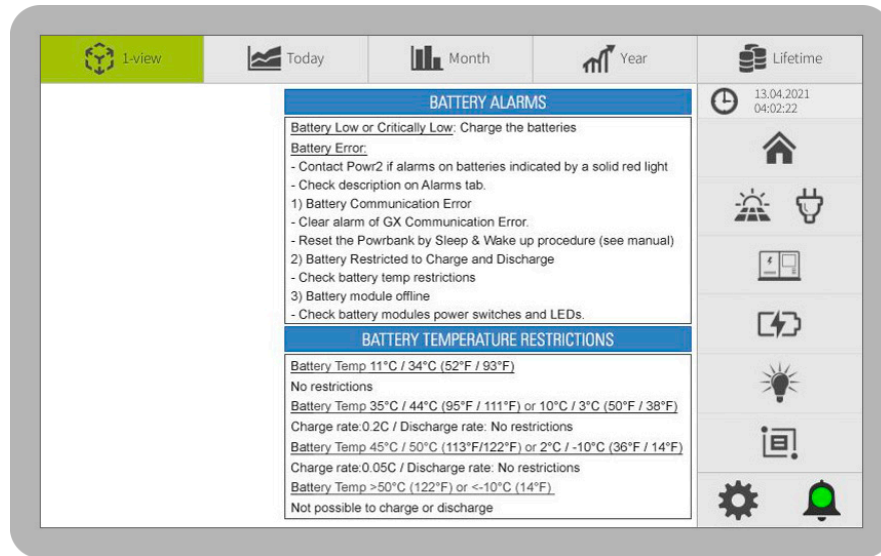 1-view
Today
Month
Year
Lifetime
13.04.2021
04:02:22
BATTERY ALARMS
Battery Low or Critically Low: Charge the batteries
Battery Error:
- Contact Powr2 if alarms on batteries indicated by a solid red light
- Check description on Alarms tab.
1) Battery Communication Error
- Clear alarm of GX Communication Error.
- Reset the Powrbank by Sleep & Wake up procedure (see manual)
2) Battery Restricted to Charge and Discharge
- Check battery temp restrictions
3) Battery module offline
- Check battery modules power switches and LEDs.
BATTERY TEMPERATURE RESTRICTIONS
Battery Temp 11°C / 34°C (52°F / 93°F)
No restrictions
Battery Temp 35°C / 44°C (95°F / 111°F) or 10°C / 3°C (50°F / 38°F)
Charge rate:0.2C / Discharge rate: No restrictions
Battery Temp 45°C / 50°C (113°F/122°F) or 2°C / -10°C (36°F / 14°F)
Charge rate:0.05C / Discharge rate: No restrictions
Battery Temp >50°C (122°F) or <-10°C (14°F)
Not possible to charge or discharge